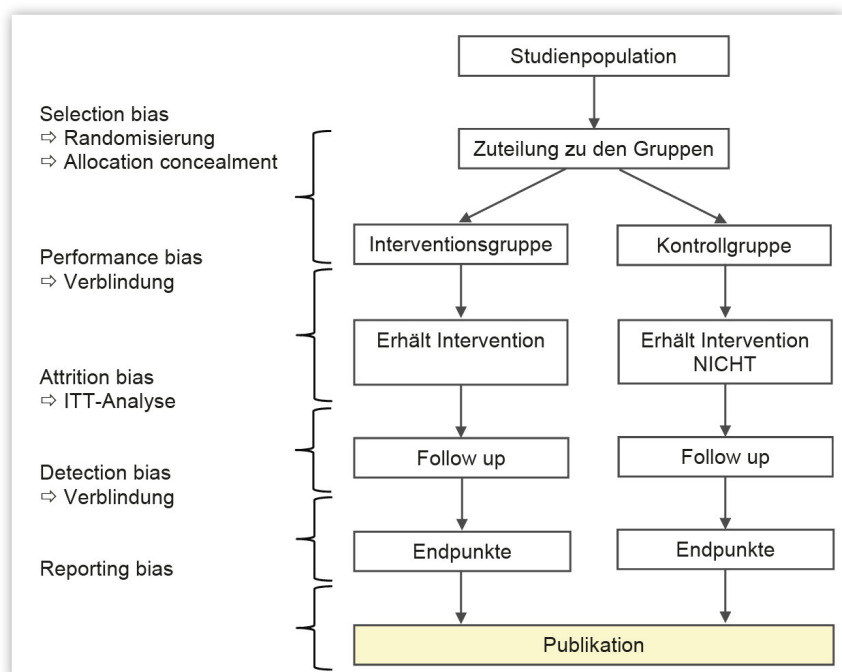 Studienpopulation
Selection bias
⇨ Randomisierung
⇨ Allocation concealment
Zuteilung zu den Gruppen
Interventionsgruppe
Kontrollgruppe
Performance bias
⇨ Verblindung
Erhält Intervention
Erhält Intervention
NICHT
Attrition bias
⇨ ITT-Analyse
Follow up
Follow up
Detection bias
⇨ Verblindung
Endpunkte
Endpunkte
Reporting bias
Publikation